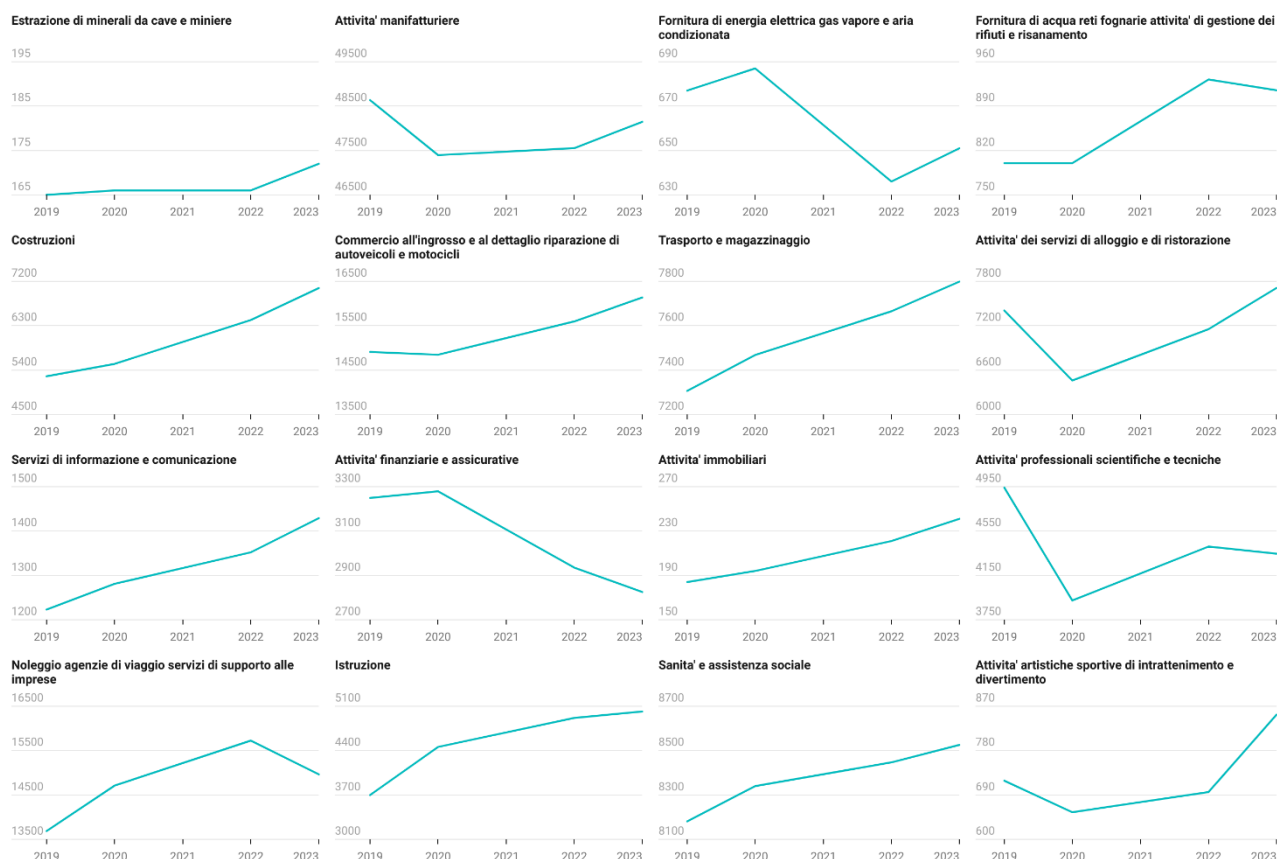 Estrazione di minerali da cave e miniere
195
185
175
165
2019 2020 2021 2022 2023
Attivita' manifatturiere
49500
48500
47500
46500
2019 2020 2021 2022 2023
Fornitura di energia elettrica gas vapore e aria
condizionata
690
670
650
630
2019 2020 2021 2022 2023
Fornitura di acqua reti fognarie attivita' di gestione dei
rifiuti e risanamento
960
890
820
750
2019 2020 2021 2022 2023
Costruzioni
7200
6300
5400
4500
2019 2020 2021 2022 2023
Commercio all'ingrosso e al dettaglio riparazione di
autoveicoli e motocicli
16500
15500
14500
13500
2019 2020 2021 2022 2023
Trasporto e magazzinaggio
7800
7600
7400
7200
2019 2020 2021 2022 2023
Attivita' dei servizi di alloggio e di ristorazione
7800
7200
6600
6000
2019 2020 2021 2022 2023
Servizi di informazione e comunicazione
1500
1400
1300
1200
2019 2020 2021 2022 2023
Attivita' finanziarie e assicurative
3300
3100
2900
2700
2019 2020 2021 2022 2023
Attivita' immobiliari
270
230
190
150
2019 2020 2021 2022 2023
Attivita' professionali scientifiche e tecniche
4950
4550
4150
3750
2019 2020 2021 2022 2023
Noleggio agenzie di viaggio servizi di supporto alle
imprese
16500
15500
14500
13500
2019 2020 2021 2022 2023
Istruzione
5100
4400
3700
3000
2019 2020 2021 2022 2023
Sanita' e assistenza sociale
8700
8500
8300
8100
2019 2020 2021 2022 2023
Attivita' artistiche sportive di intrattenimento e
divertimento
870
780
690
600
2019 2020 2021 2022 2023